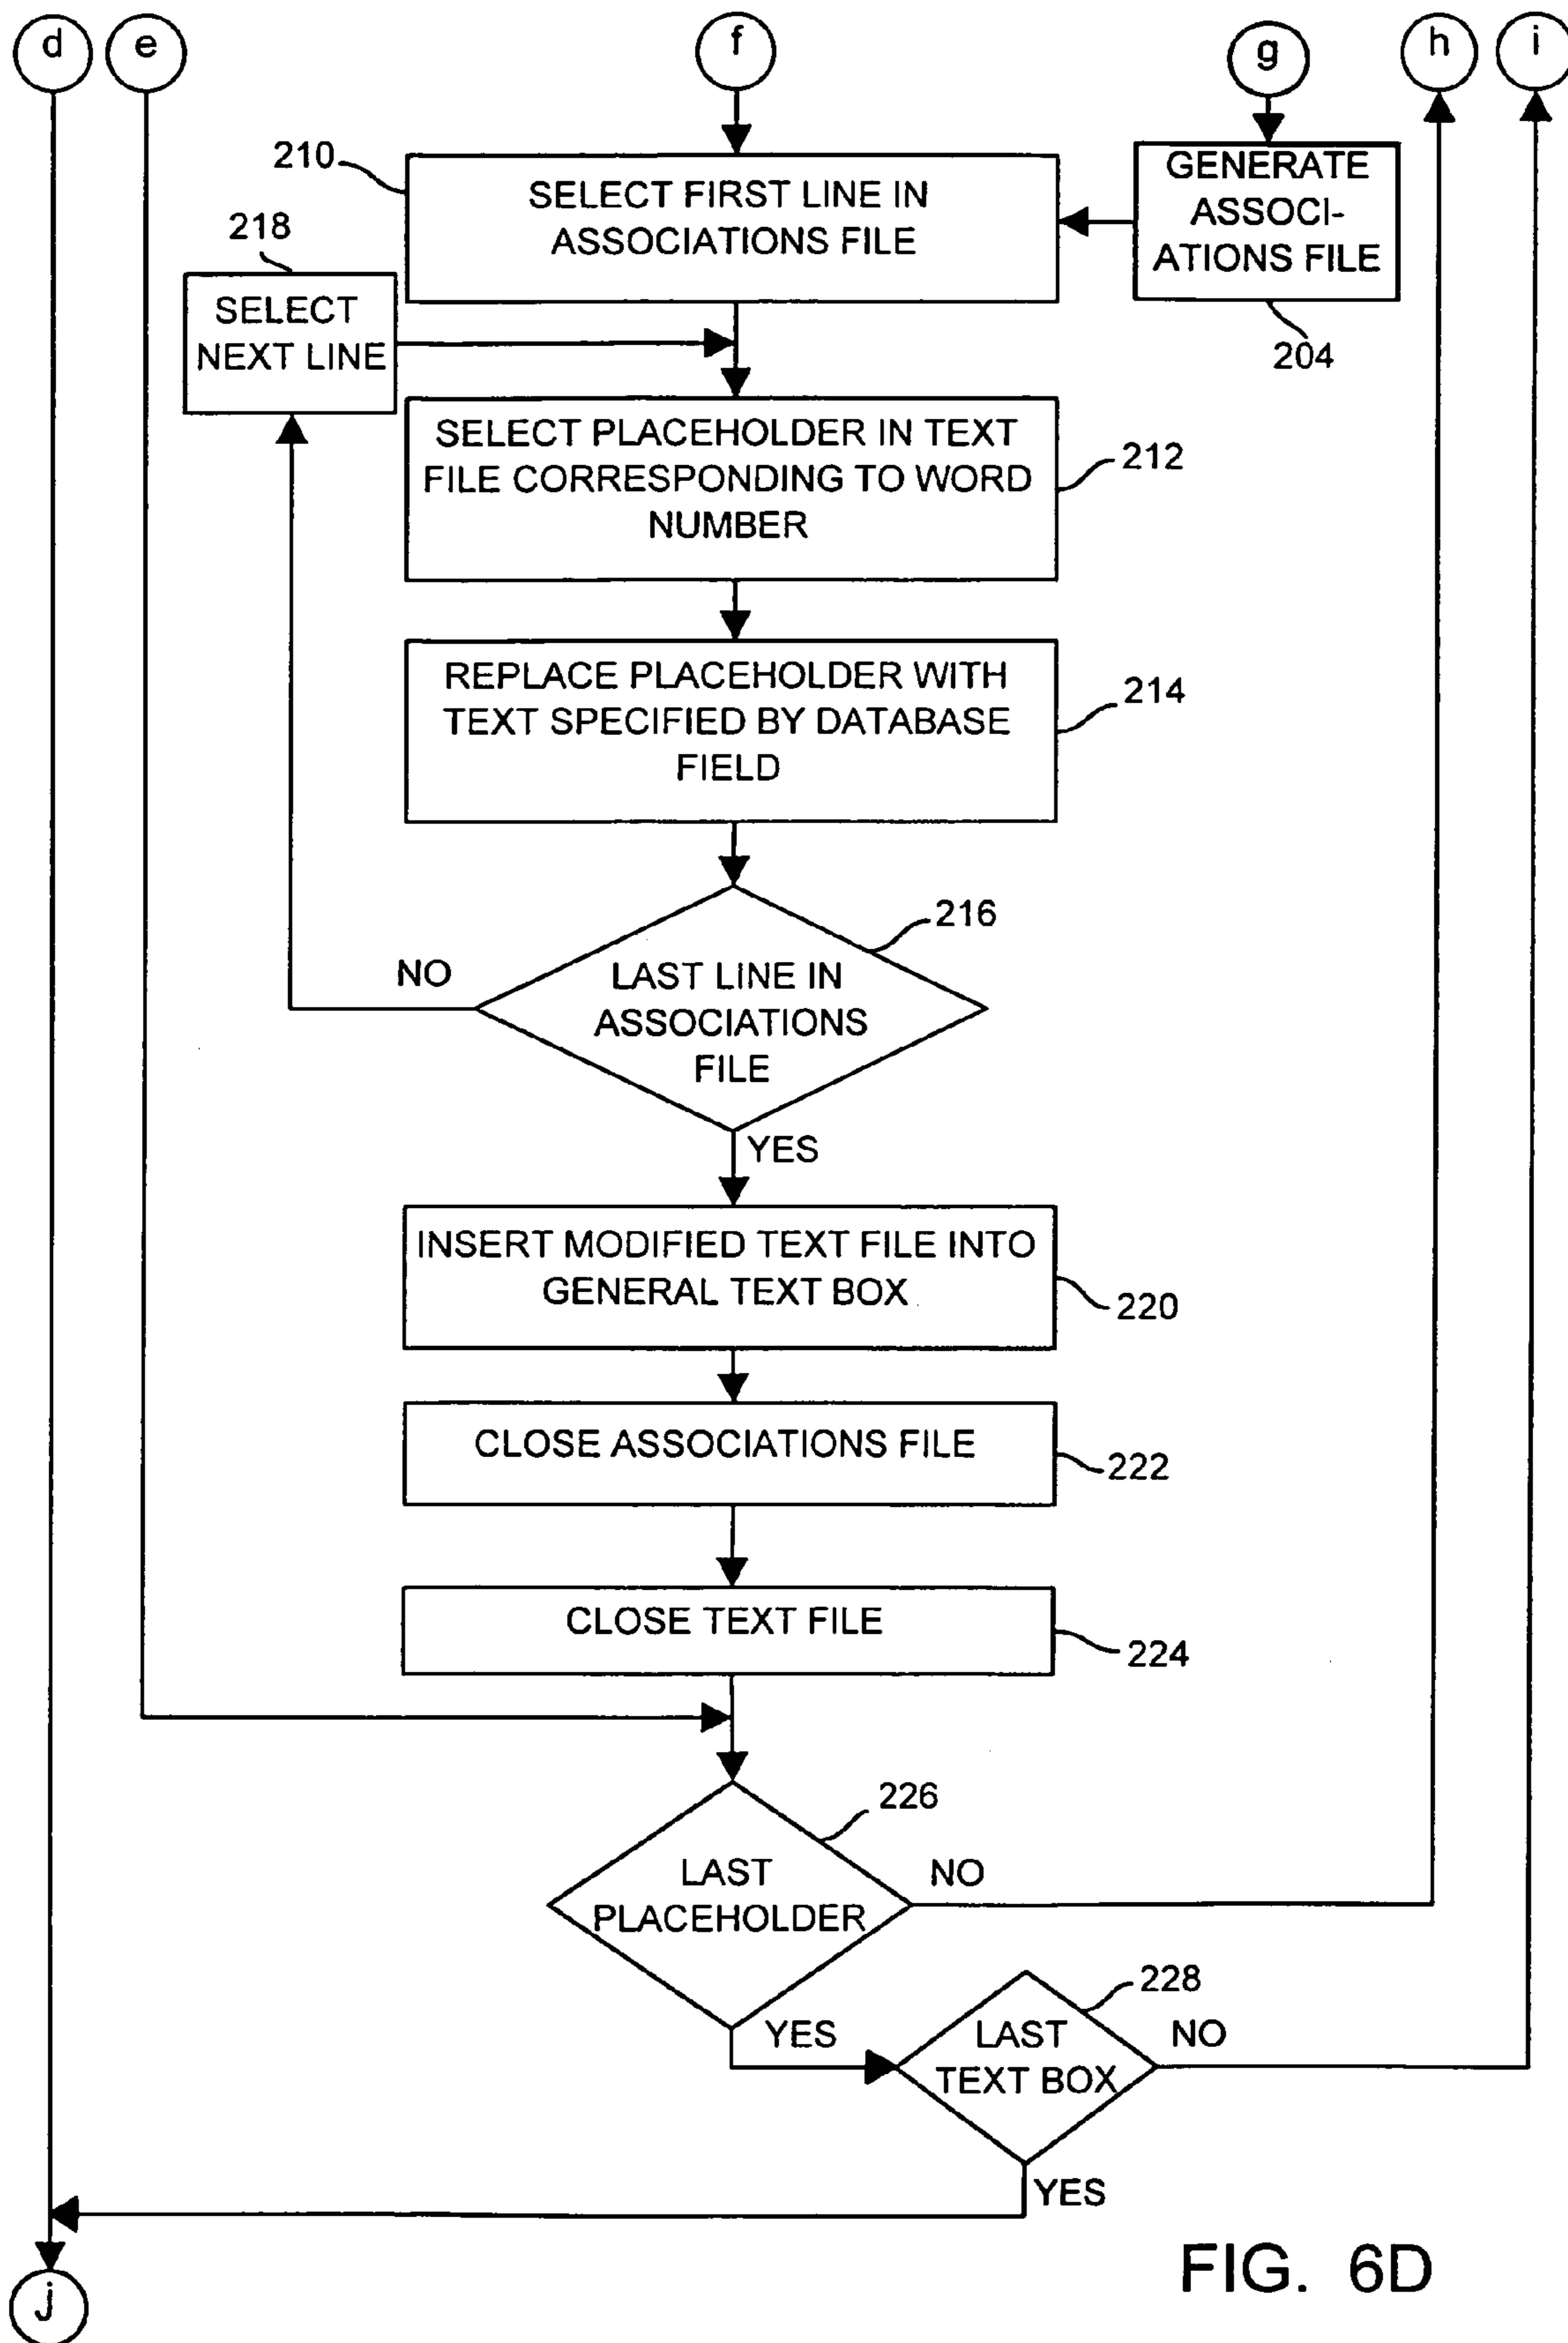 d
e
f
g
h
i
210
SELECT FIRST LINE IN
ASSOCIATIONS FILE
GENERATE
ASSOCI-
ATIONS FILE
204
218
SELECT
NEXT LINE
SELECT PLACEHOLDER IN TEXT
FILE CORRESPONDING TO WORD
NUMBER
212
REPLACE PLACEHOLDER WITH
TEXT SPECIFIED BY DATABASE
FIELD
214
216
NO
LAST LINE IN
ASSOCIATIONS
FILE
YES
INSERT MODIFIED TEXT FILE INTO
GENERAL TEXT BOX
220
CLOSE ASSOCIATIONS FILE
222
CLOSE TEXT FILE
224
226
LAST
PLACEHOLDER
NO
YES
228
LAST
TEXT BOX
NO
YES
j
FIG. 6D